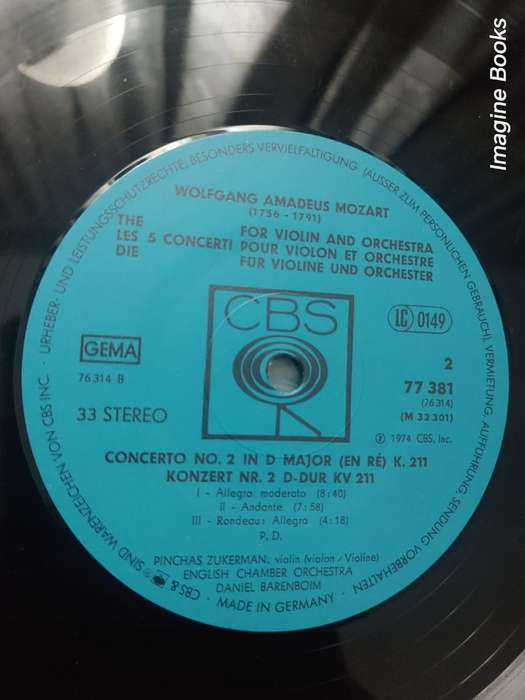 Imagine Books
URHEBER- UND LEISTUNGSSCHUTZRECHTE, BESONDERS VERVIELFÄLTIGUNG (AUSSER ZUM PERSÖNLICHEN GEBRAUCH), VERMIETUNG, AUFFÜHRUNG, SENDUNG VORBEHALTEN
WOLFGANG AMADEUS MOZART
(1756 - 1791)
THE FOR VIOLIN AND ORCHESTRA
LES 5 CONCERTI POUR VIOLON ET ORCHESTRE
DIE FÜR VIOLINE UND ORCHESTER
CBS
LC 0149
GEMA
2
76314 B
77 381
(76314)
33 STEREO
(M 32301)
℗ 1974 CBS, Inc.
CONCERTO NO. 2 IN D MAJOR (EN RÉ) K. 211
KONZERT NR. 2 D-DUR KV 211
I - Allegro moderato (8:40)
II - Andante (7:58)
III - Rondeau: Allegro (4:18)
P. D.
PINCHAS ZUKERMAN, violin (violon/Violine)
ENGLISH CHAMBER ORCHESTRA
DANIEL BARENBOIM
CBS & SIND WARENZEICHEN VON CBS INC. · MADE IN GERMANY ·